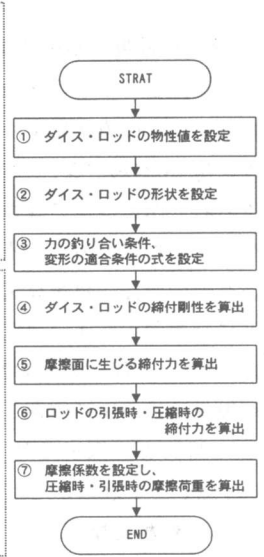 STRAT
① ダイス・ロッドの物性値を設定
② ダイス・ロッドの形状を設定
③ 力の釣り合い条件、
変形の適合条件の式を設定
④ ダイス・ロッドの締付剛性を算出
⑤ 摩擦面に生じる締付力を算出
⑥ ロッドの引張時・圧縮時の
締付力を算出
⑦ 摩擦係数を設定し、
圧縮時・引張時の摩擦荷重を算出
END